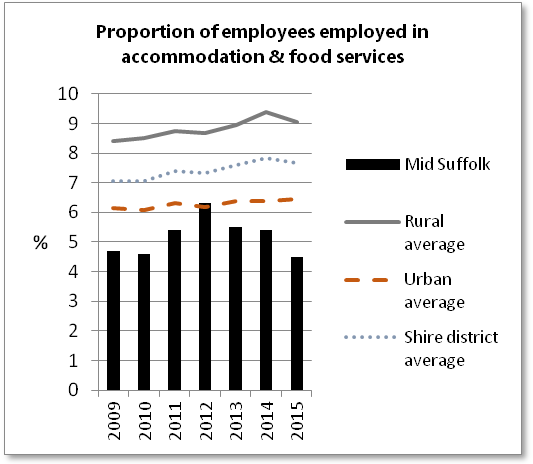 Proportion of employees employed in
accommodation & food services
10
9
8
7
6
5
4
3
2
1
0
%
2009
2010
2011
2012
2013
2014
2015
Mid Suffolk
Rural
average
Urban
average
Shire district
average